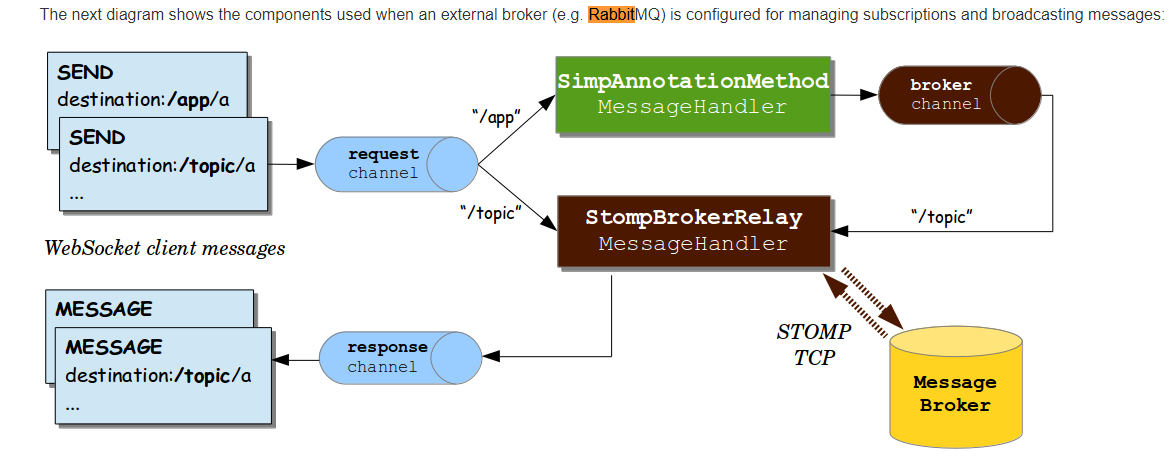 The next diagram shows the components used when an external broker (e.g. RabbitMQ) is configured for managing subscriptions and broadcasting messages:
SEND
destination:/app/a
SEND
destination:/topic/a
...
WebSocket client messages
request
channel
"/app"
"/topic"
SimpAnnotationMethod
MessageHandler
broker
channel
StompBrokerRelay
MessageHandler
"/topic"
MESSAGE
MESSAGE
destination:/topic/a
...
response
channel
STOMP
TCP
Message
Broker